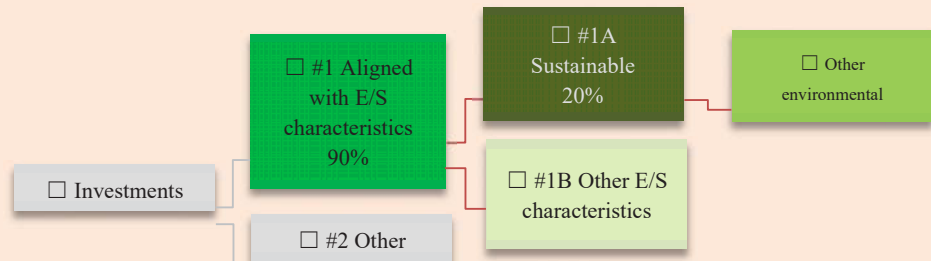 ☐ Investments
☐ #1 Aligned
with E/S
characteristics
90%
☐ #2 Other
☐ #1A
Sustainable
20%
☐ #1B Other E/S
characteristics
☐ Other
environmental